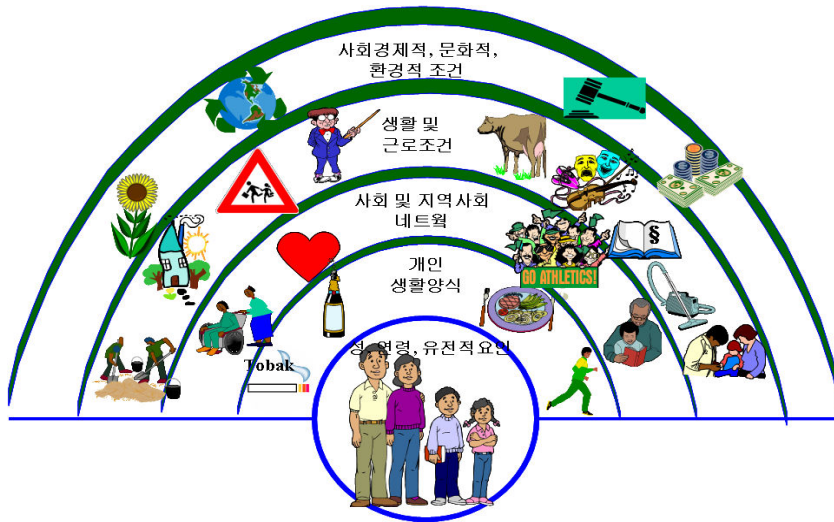 사회경제적, 문화적,
환경적 조건
생활 및
근로조건
사회 및 지역사회
네트웍
§
개인
생활양식
GO ATHLETICS!
성, 연령, 유전적요인
Tobak